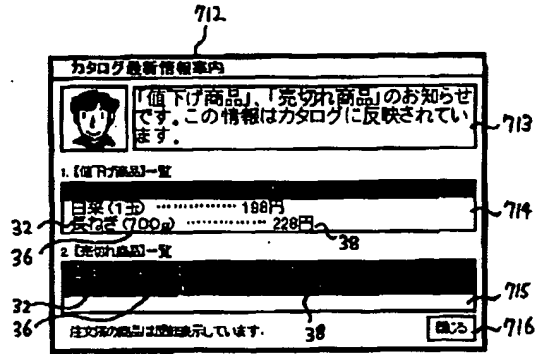 712
カタログ最新情報案内
「値下げ商品」、「売切れ商品」のお知らせ
です。この情報はカタログに反映されてい
ます。
713
1.【値下げ商品】一覧
白菜(1玉) ………… 198円
714
32 長ねぎ(700g) ………… 228円 38
36
2【売切れ商品】一覧
32
715
36 38
注文済の商品は 表示しています. 閉じる 716